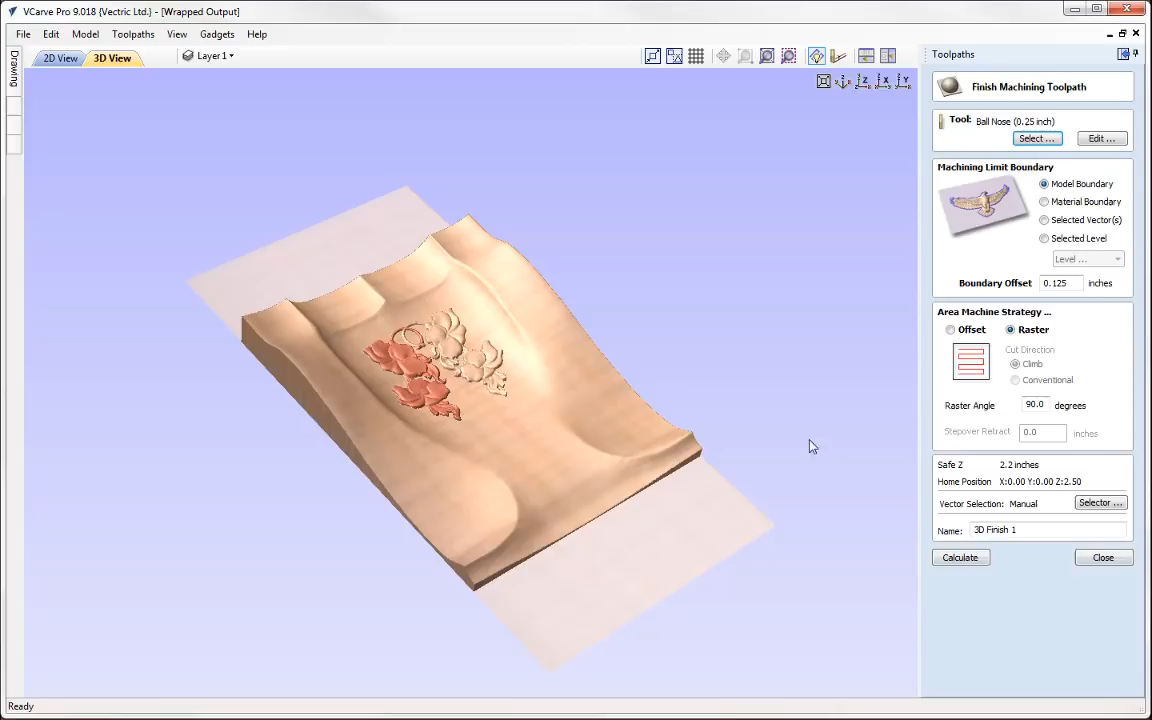 VCarve Pro 9.018 {Vectric Ltd.} - [Wrapped Output]
File Edit Model Toolpaths View Gadgets Help
2D View 3D View Layer 1
Drawing
Z X Y
Toolpaths
Finish Machining Toolpath
Tool: Ball Nose (0.25 inch)
Select ... Edit ...
Machining Limit Boundary
Model Boundary
Material Boundary
Selected Vector(s)
Selected Level
Level ...
Boundary Offset 0.125 inches
Area Machine Strategy ...
Offset Raster
Cut Direction
Climb
Conventional
Raster Angle 90.0 degrees
Stepover Retract 0.0 inches
Safe Z 2.2 inches
Home Position X:0.00 Y:0.00 Z:2.50
Vector Selection: Manual Selector ...
Name: 3D Finish 1
Calculate Close
Ready